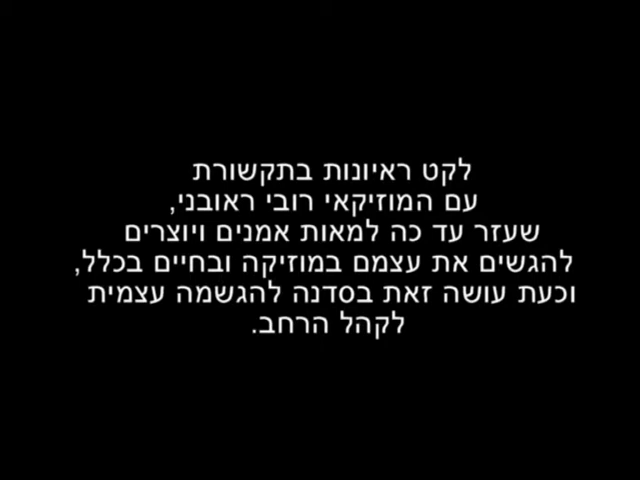 לקט ראיונות בתקשורת
עם המוזיקאי רובי ראובני,
שעזר עד כה למאות אמנים ויוצרים
להגשים את עצמם במוזיקה ובחיים בכלל,
וכעת עושה זאת בסדנה להגשמה עצמית
לקהל הרחב.